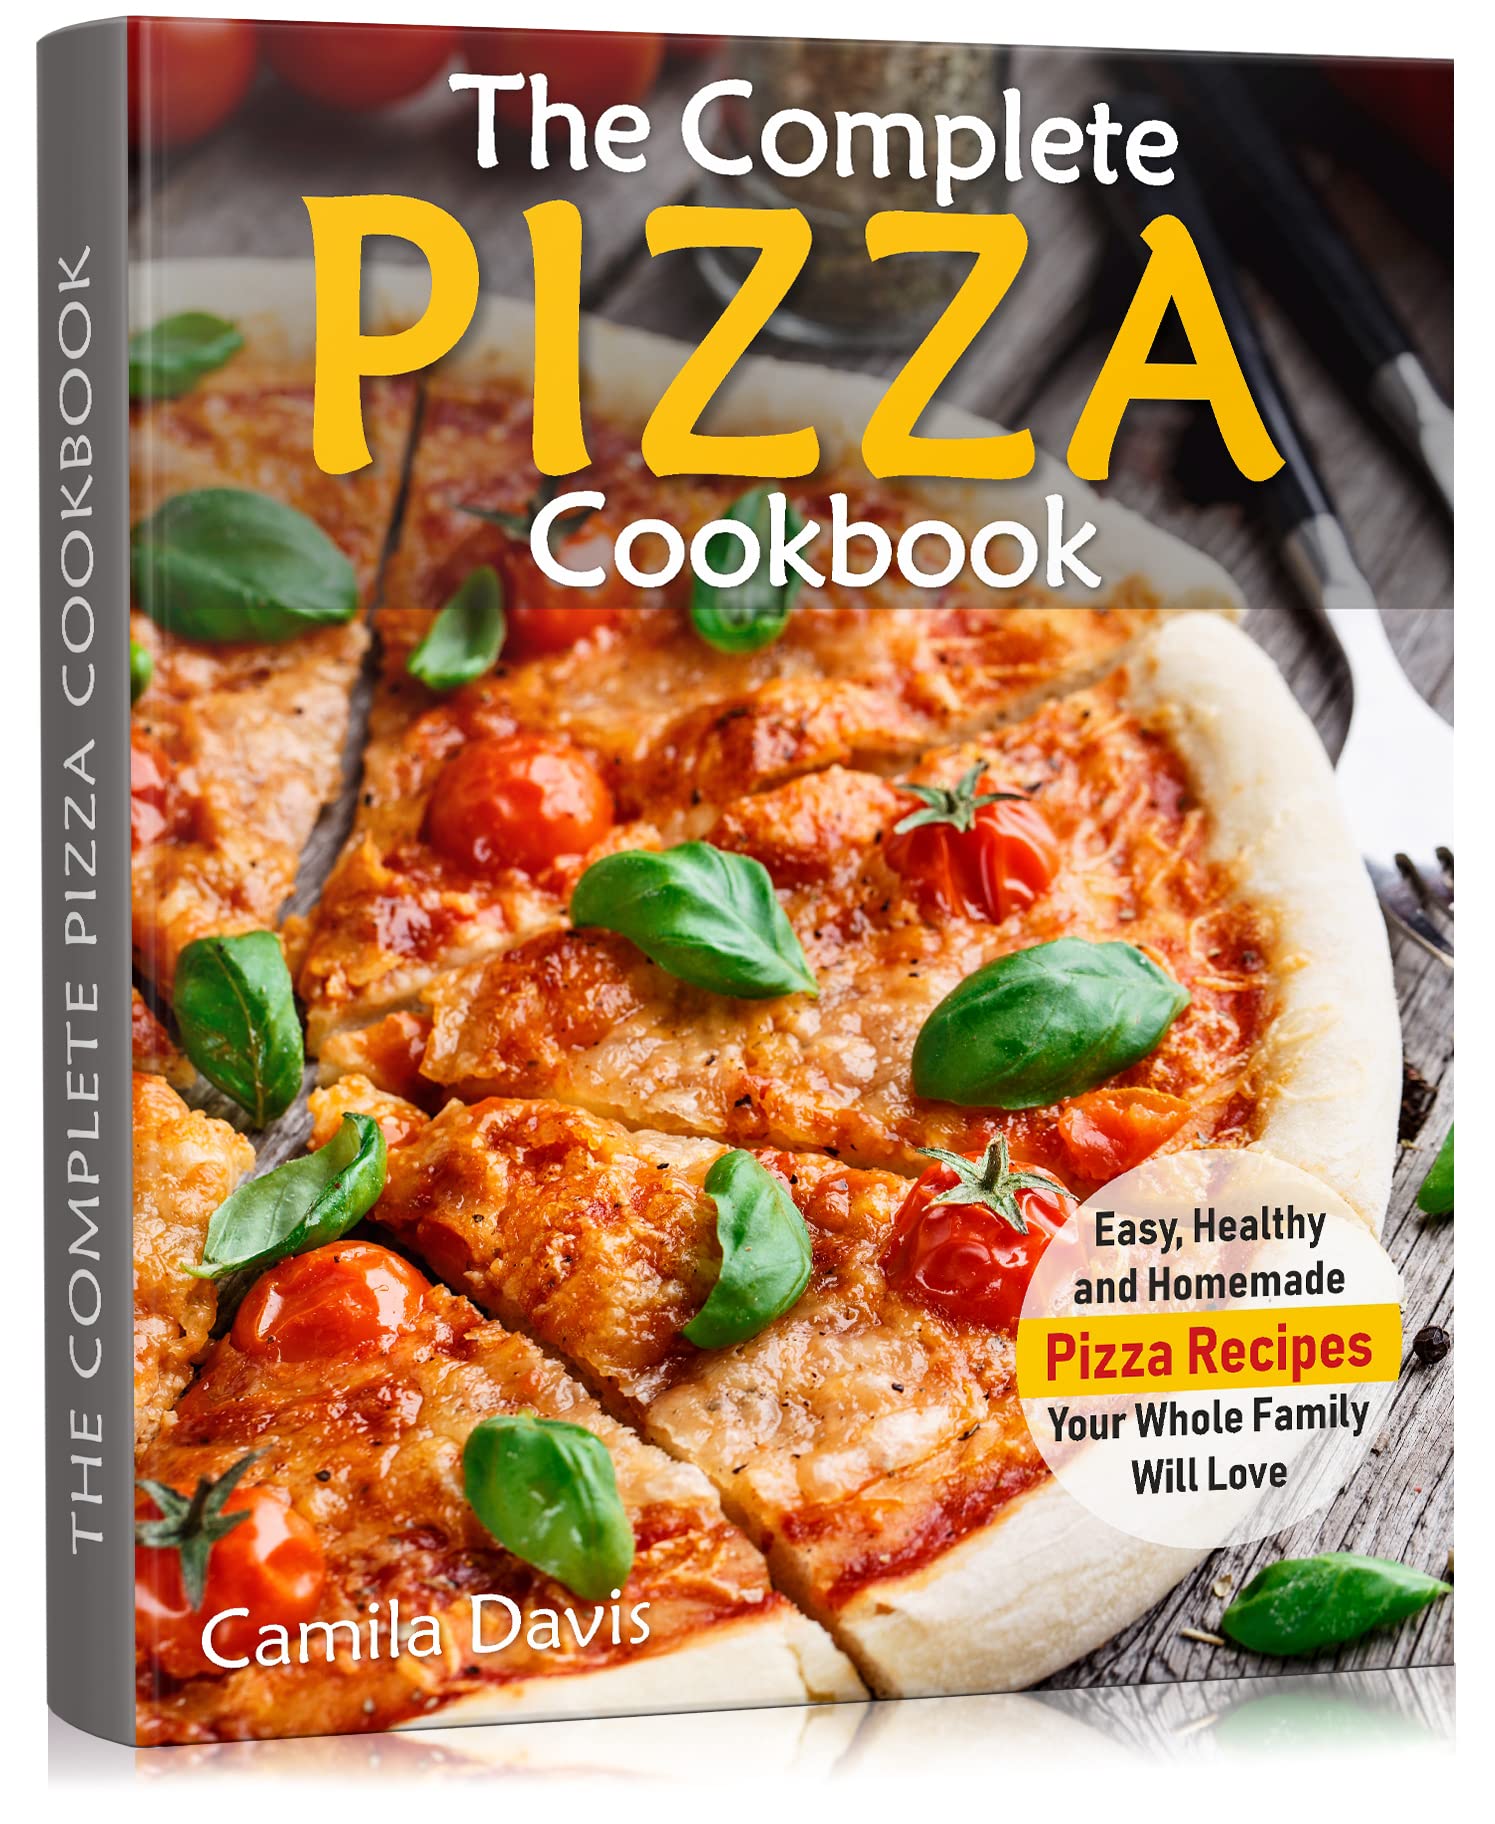 The Complete
PIZZA
Cookbook
Easy, Healthy
and Homemade
Pizza Recipes
Your Whole Family
Will Love
Camila Davis
THE COMPLETE PIZZA COOKBOOK